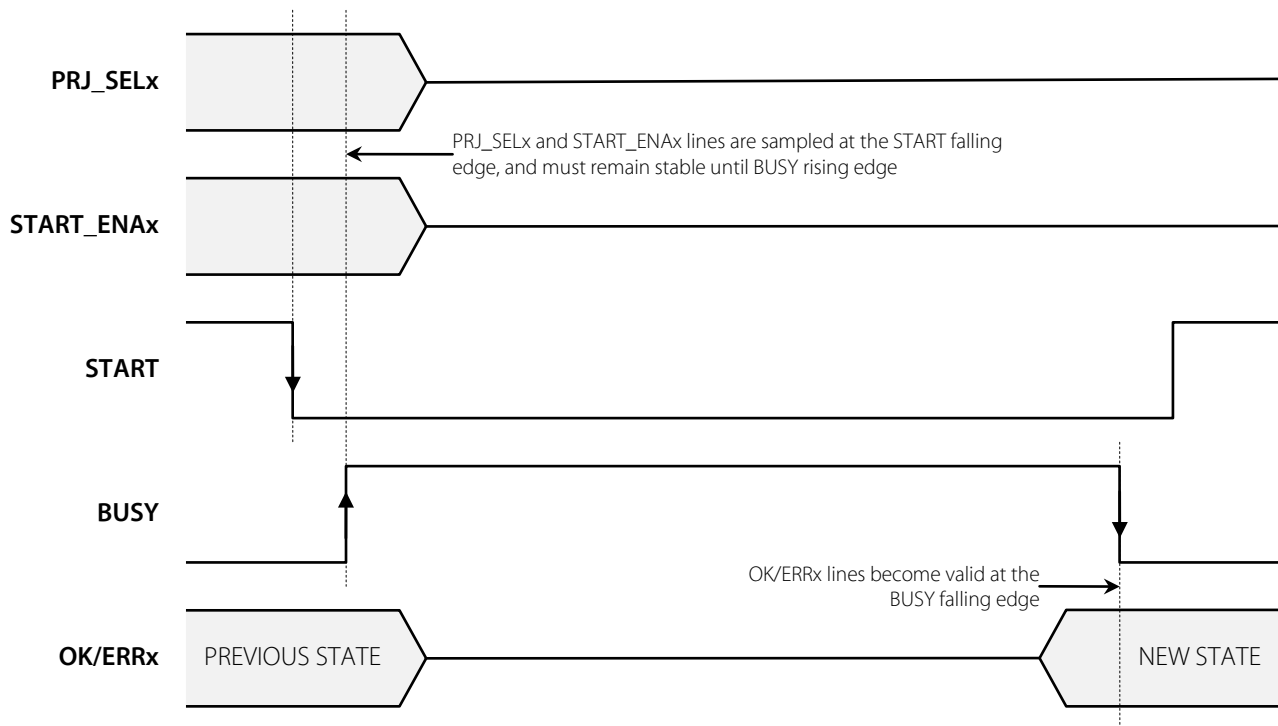 PRJ_SELx
PRJ_SELx and START_ENAx lines are sampled at the START falling
edge, and must remain stable until BUSY rising edge
START_ENAx
START
BUSY
OK/ERRx lines become valid at the
BUSY falling edge
OK/ERRx
PREVIOUS STATE
NEW STATE